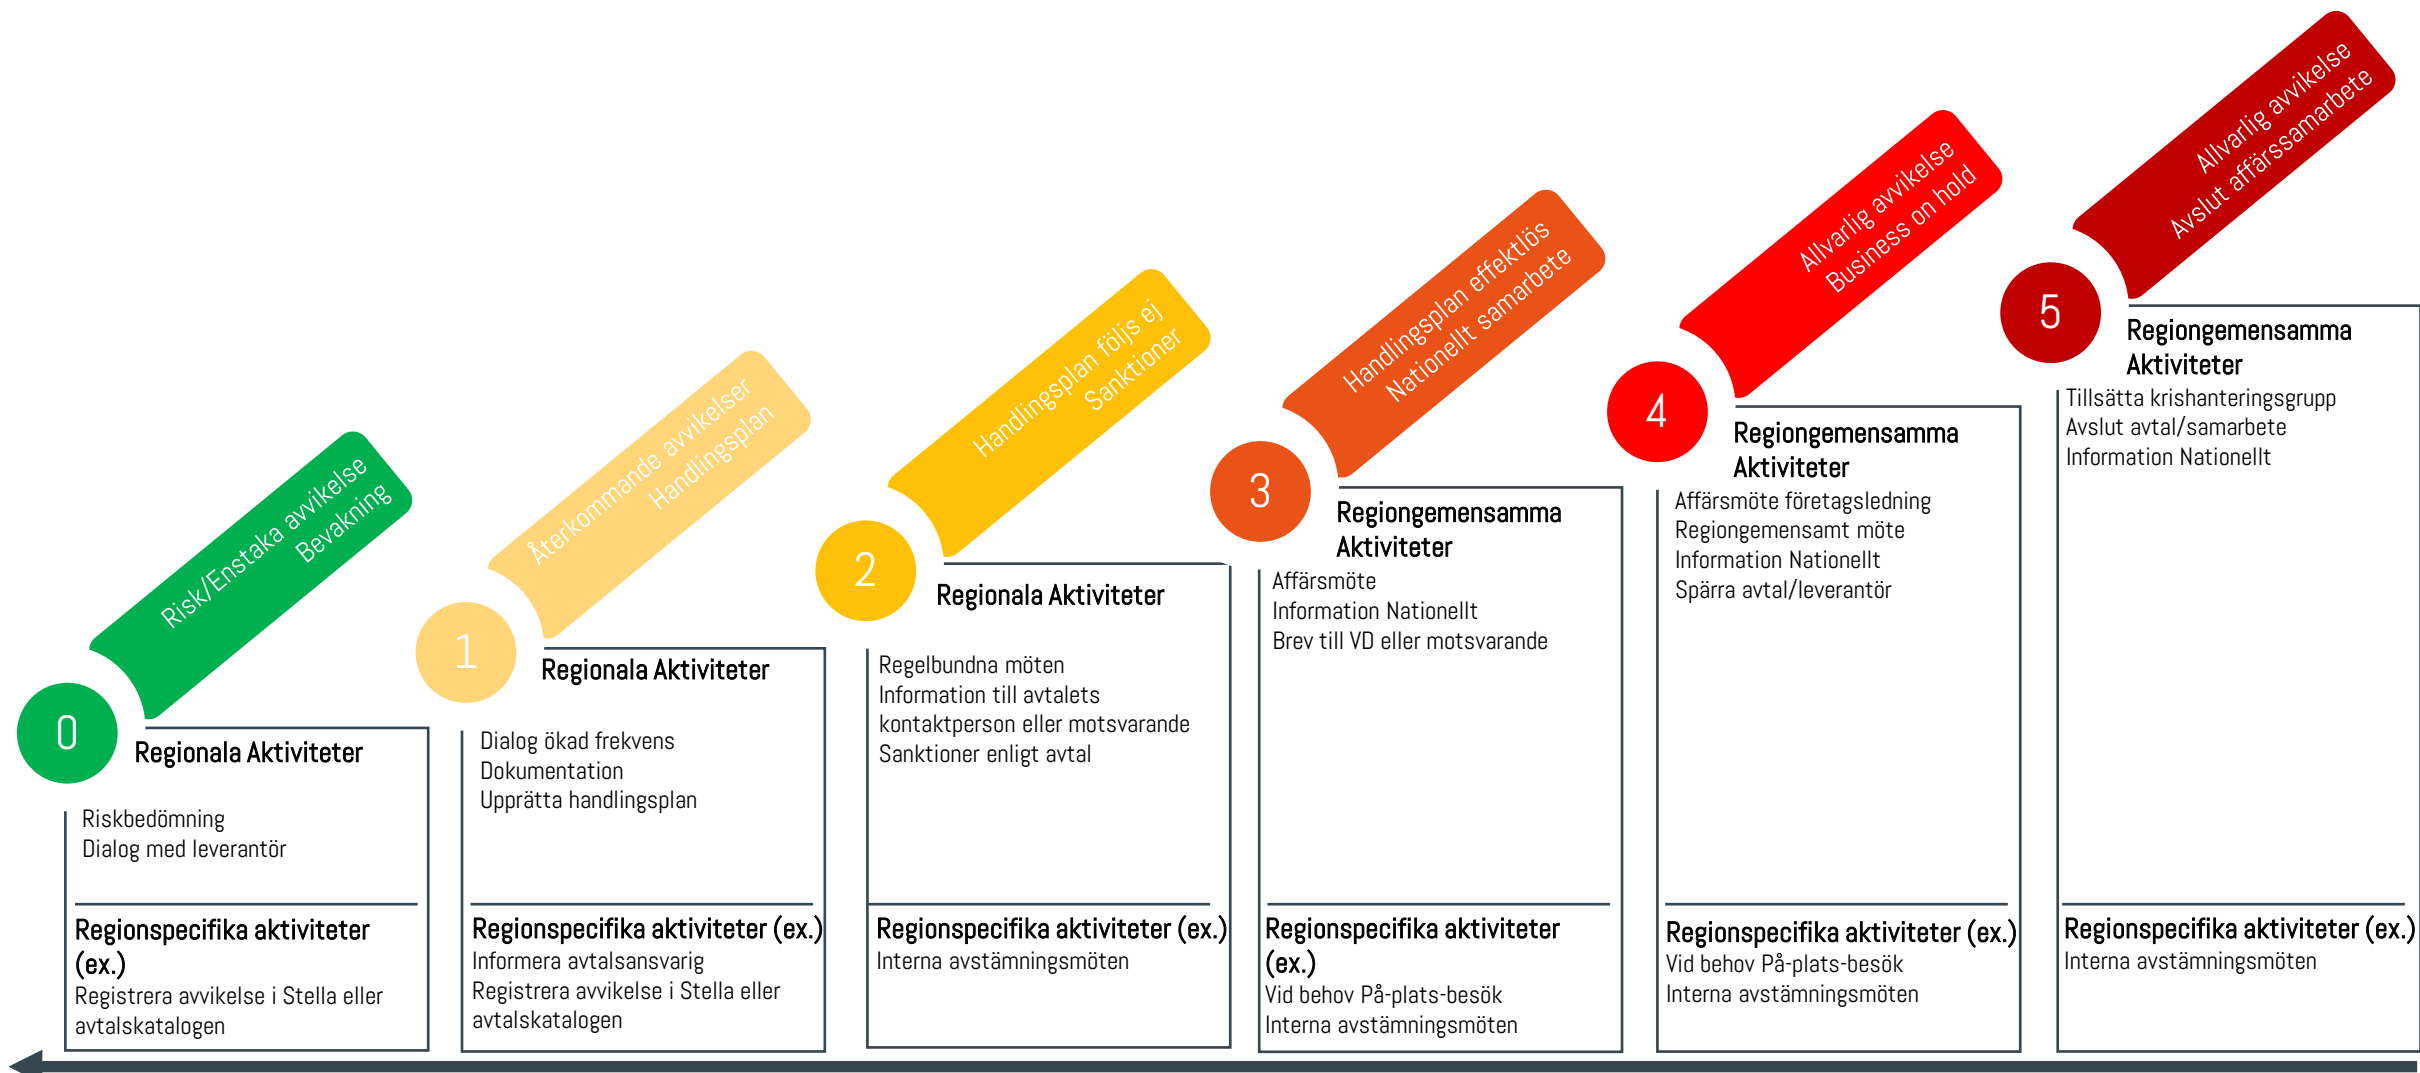 Risk/Enstaka avvikelse
Bevakning
0
Regionala Aktiviteter
Riskbedömning
Dialog med leverantör
Regionspecifika aktiviteter
(ex.)
Registrera avvikelse i Stella eller
avtalskatalogen
Återkommande avvikelser
Handlingsplan
1
Regionala Aktiviteter
Dialog ökad frekvens
Dokumentation
Upprätta handlingsplan
Regionspecifika aktiviteter (ex.)
Informera avtalsansvarig
Registrera avvikelse i Stella eller
avtalskatalogen
Handlingsplan följs ej
Sanktioner
2
Regionala Aktiviteter
Regelbundna möten
Information till avtalets
kontaktperson eller motsvarande
Sanktioner enligt avtal
Regionspecifika aktiviteter (ex.)
Interna avstämningsmöten
Handlingsplan effektlös
Nationellt samarbete
3
Regiongemensamma
Aktiviteter
Affärsmöte
Information Nationellt
Brev till VD eller motsvarande
Regionspecifika aktiviteter
(ex.)
Vid behov På-plats-besök
Interna avstämningsmöten
Allvarlig avvikelse
Business on hold
4
Regiongemensamma
Aktiviteter
Affärsmöte företagsledning
Regiongemensamt möte
Information Nationellt
Spärra avtal/leverantör
Regionspecifika aktiviteter (ex.)
Vid behov På-plats-besök
Interna avstämningsmöten
Allvarlig avvikelse
Avslut affärssamarbete
5
Regiongemensamma
Aktiviteter
Tillsätta krishanteringsgrupp
Avslut avtal/samarbete
Information Nationellt
Regionspecifika aktiviteter (ex.)
Interna avstämningsmöten